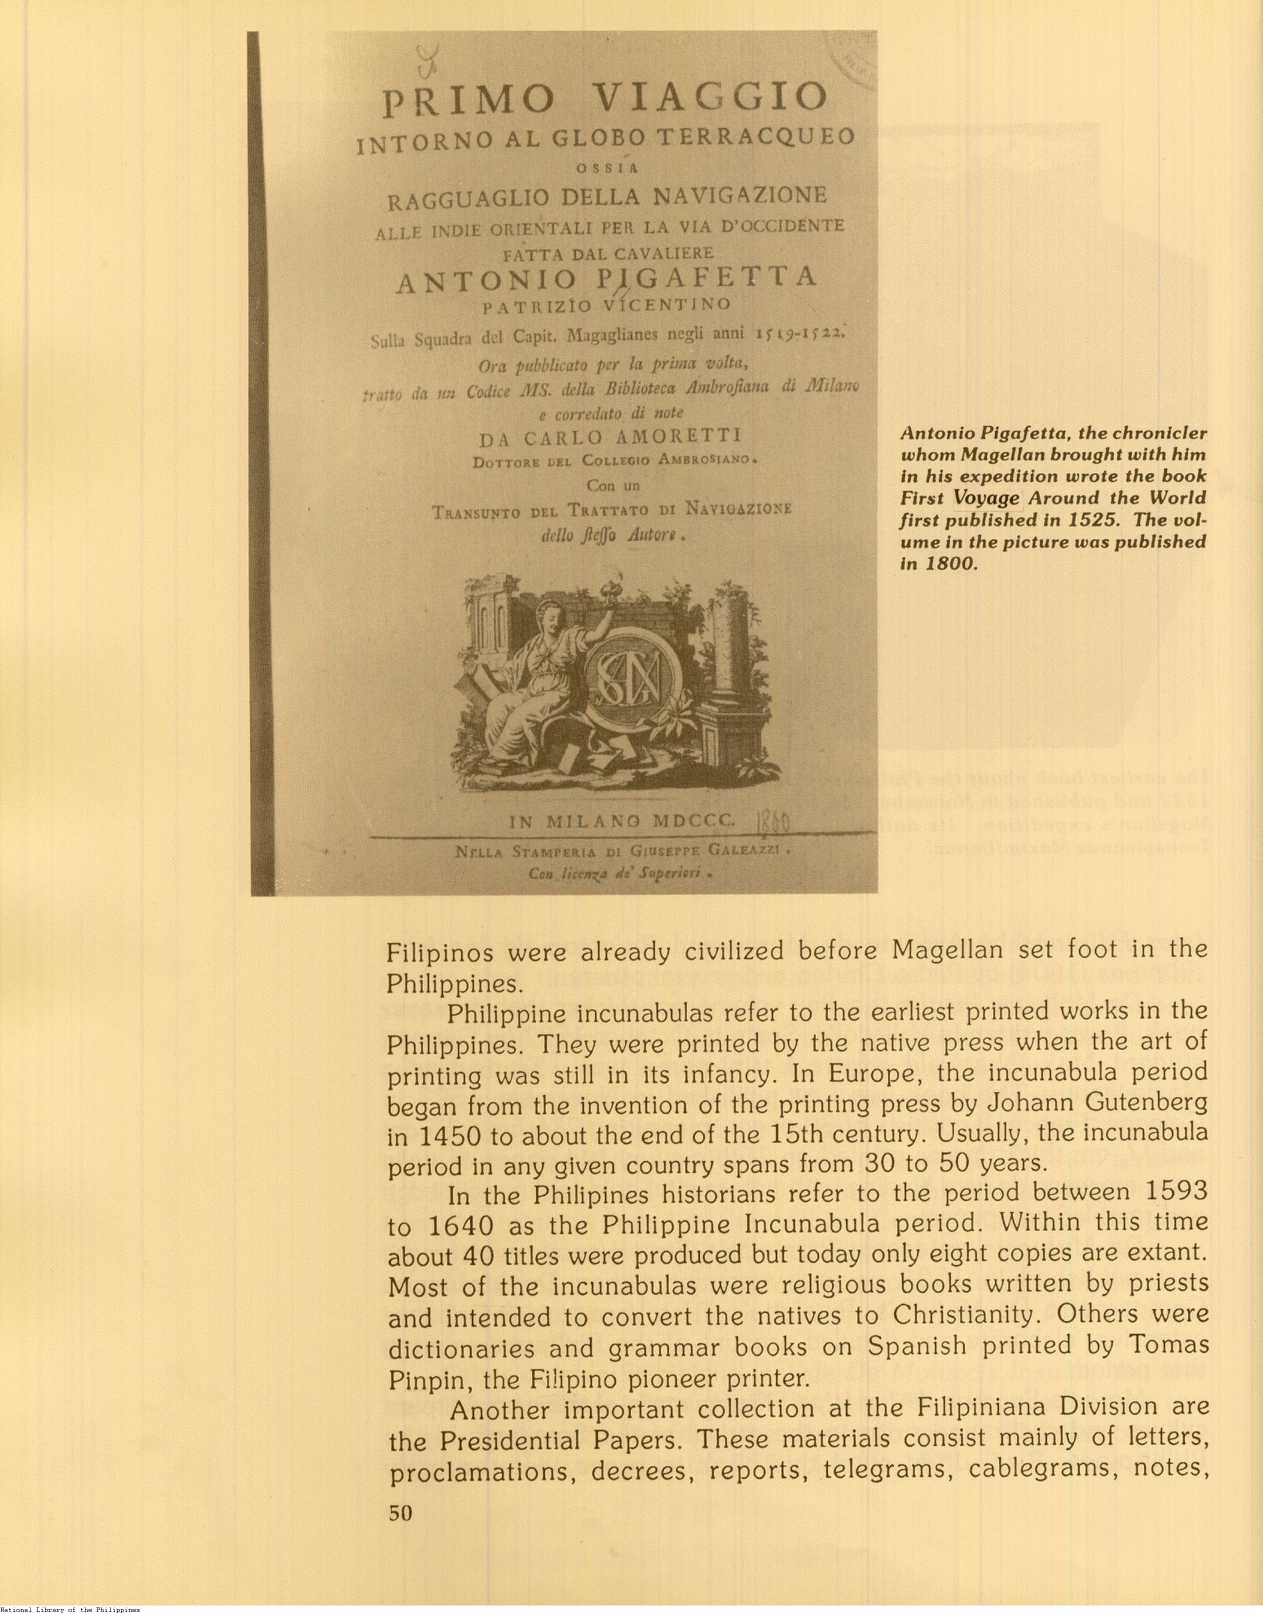 PRIMO VIAGGIO
INTORNO AL GLOBO TERRACQUEO
OSSIA
RAGGUAGLIO DELLA NAVIGAZIONE
ALLE INDIE ORIENTALI PER LA VIA D'OCCIDENTE
FATTA DAL CAVALIERE
ANTONIO PIGAFETTA
PATRIZIO VICENTINO
Sulla Squadra del Capit. Magaglianes negli anni 1519-1522.
Ora pubblicato per la prima volta,
tratto da un Codice MS. della Biblioteca Ambrosiana di Milano
e corredato di note
DA CARLO AMORETTI
DOTTORE DEL COLLEGIO AMBROSIANO.
Con un
TRANSUNTO DEL TRATTATO DI NAVIGAZIONE
dello stesso Autore.
IN MILANO MDCCC. 1800
NELLA STAMPERIA DI GIUSEPPE GALEAZZI.
Con licenza de' Superiori.
Antonio Pigafetta, the chronicler
whom Magellan brought with him
in his expedition wrote the book
First Voyage Around the World
first published in 1525. The vol-
ume in the picture was published
in 1800.
Filipinos were already civilized before Magellan set foot in the
Philippines.
Philippine incunabulas refer to the earliest printed works in the
Philippines. They were printed by the native press when the art of
printing was still in its infancy. In Europe, the incunabula period
began from the invention of the printing press by Johann Gutenberg
in 1450 to about the end of the 15th century. Usually, the incunabula
period in any given country spans from 30 to 50 years.
In the Philipines historians refer to the period between 1593
to 1640 as the Philippine Incunabula period. Within this time
about 40 titles were produced but today only eight copies are extant.
Most of the incunabulas were religious books written by priests
and intended to convert the natives to Christianity. Others were
dictionaries and grammar books on Spanish printed by Tomas
Pinpin, the Filipino pioneer printer.
Another important collection at the Filipiniana Division are
the Presidential Papers. These materials consist mainly of letters,
proclamations, decrees, reports, telegrams, cablegrams, notes,
50
National Library of the Philippines